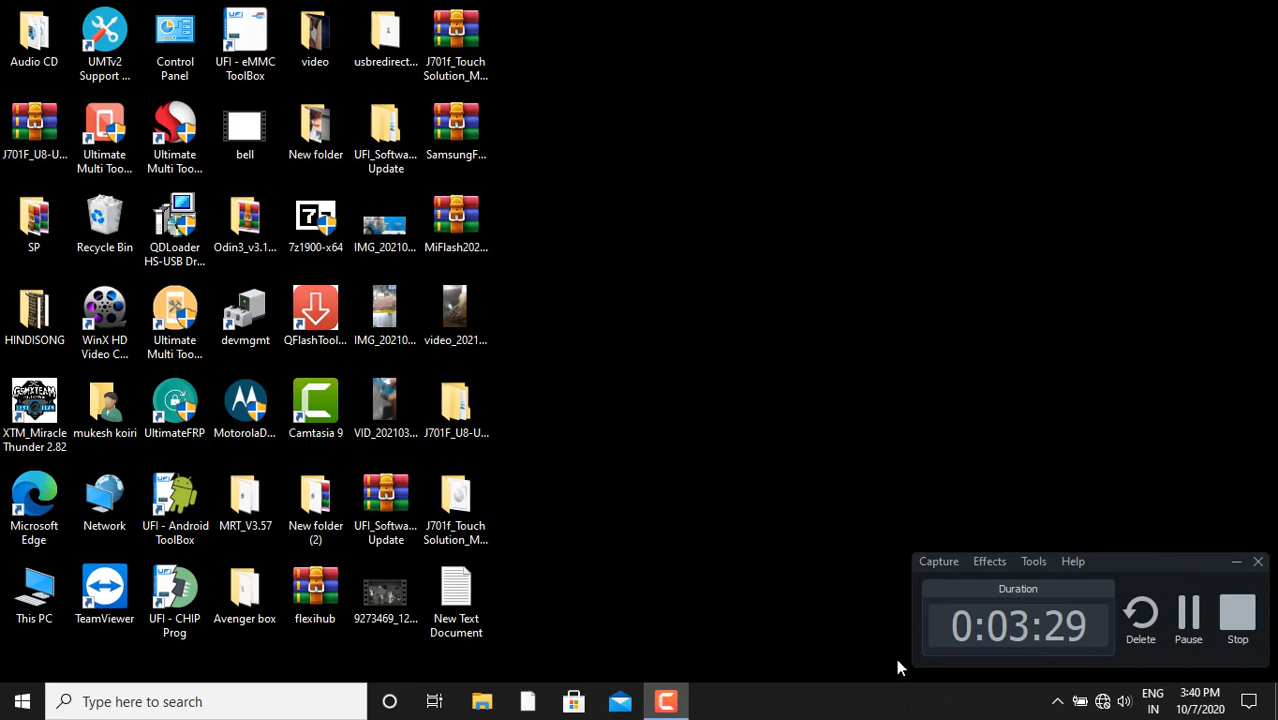 Audio CD
UMTv2
Support ...
Control
Panel
UFI - eMMC
ToolBox
video
usbredirect...
J701f_Touch
Solution_M...
J701F_U8-U...
Ultimate
Multi Too...
Ultimate
Multi Too...
bell
New folder
UFI_Softwa...
Update
SamsungF...
SP
Recycle Bin
QDLoader
HS-USB Dr...
Odin3_v3.1...
7z1900-x64
IMG_20210...
MiFlash202...
HINDISONG
WinX HD
Video C...
Ultimate
Multi Too...
devmgmt
QFlashTool...
IMG_20210...
video_2021...
XTM_Miracle
Thunder 2.82
mukesh koiri
UltimateFRP
MotorolaD...
Camtasia 9
VID_202103...
J701F_U8-U...
Microsoft
Edge
Network
UFI - Android
ToolBox
MRT_V3.57
New folder
(2)
UFI_Softwa...
Update
J701f_Touch
Solution_M...
This PC
TeamViewer
UFI - CHIP
Prog
Avenger box
flexihub
9273469_12...
New Text
Document
Capture Effects Tools Help
Duration
0:03:29
Delete
Pause
Stop
Type here to search
ENG
IN
3:40 PM
10/7/2020